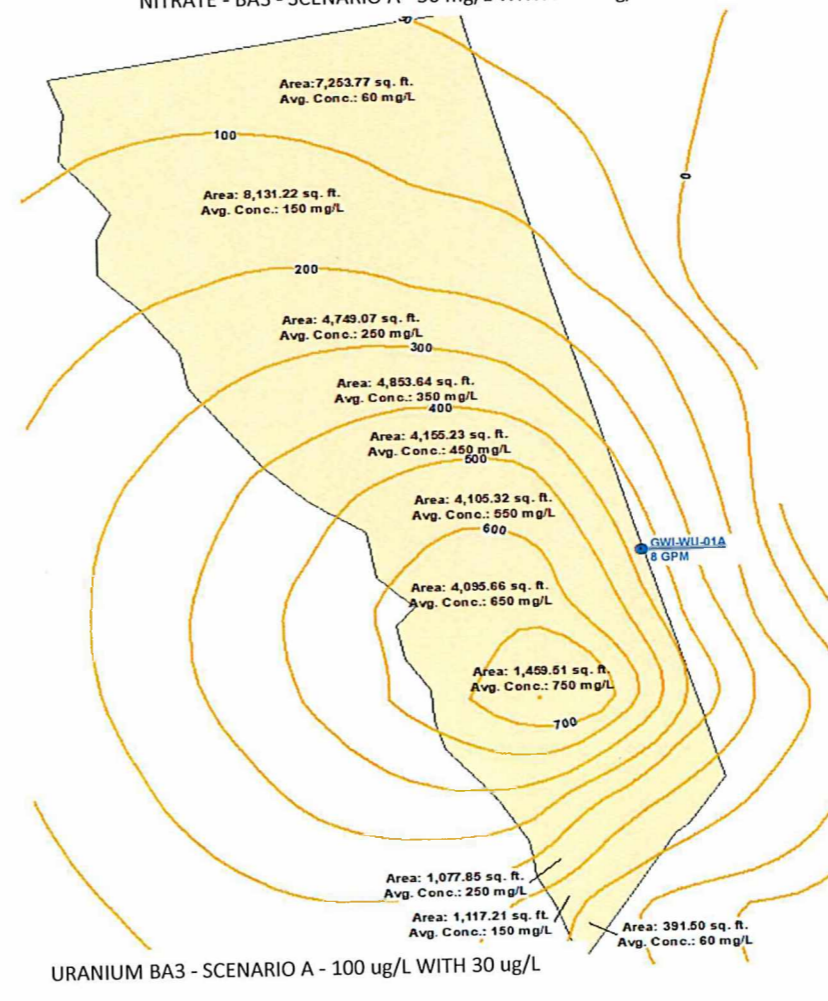 NITRATE - BA3 - SCENARIO A -
0
Area:7,253.77 sq. ft.
Avg. Conc.: 60 mg/L
100
0
Area: 8,131.22 sq. ft.
Avg. Conc.: 150 mg/L
200
Area: 4,749.07 sq. ft.
Avg. Conc.: 250 mg/L
300
Area: 4,853.64 sq. ft.
Avg. Conc.: 350 mg/L
400
Area: 4,155.23 sq. ft.
Avg. Conc.: 450 mg/L
500
Area: 4,105.32 sq. ft.
Avg. Conc.: 550 mg/L
600
GWI-WU-01A
8 GPM
Area: 4,095.66 sq. ft.
Avg. Conc.: 650 mg/L
Area: 1,459.51 sq. ft.
Avg. Conc.: 750 mg/L
700
Area: 1,077.85 sq. ft.
Avg. Conc.: 250 mg/L
Area: 1,117.21 sq. ft.
Avg. Conc.: 150 mg/L
Area: 391.50 sq. ft.
Avg. Conc.: 60 mg/L
URANIUM BA3 - SCENARIO A - 100 ug/L WITH 30 ug/L